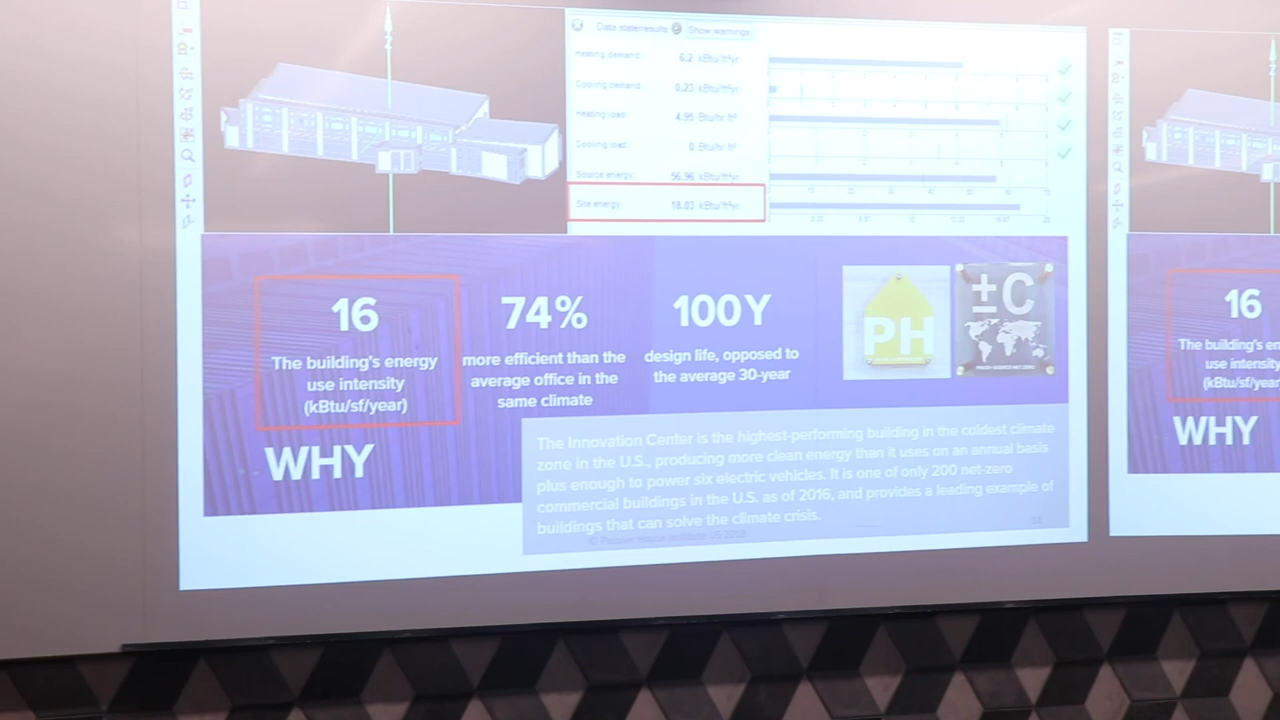 Data state/results Show warnings
Heating demand: 6.2 kBtu/ft²yr
Cooling demand: 0.23 kBtu/ft²yr
Heating load: 4.95 Btu/hr ft²
Cooling load: 0 Btu/hr ft²
Source energy: 56.96 kBtu/ft²yr
Site energy: 18.03 kBtu/ft²yr
16
The building's energy
use intensity
(kBtu/sf/year)
74%
more efficient than the
average office in the
same climate
100Y
design life, opposed to
the average 30-year
PH
±C
WHY
The Innovation Center is the highest-performing building in the coldest climate
zone in the U.S., producing more clean energy than it uses on an annual basis
plus enough to power six electric vehicles. It is one of only 200 net-zero
commercial buildings in the U.S. as of 2016, and provides a leading example of
buildings that can solve the climate crisis.
© Passive House Institute US 2018
16
The building's en
use intensity
(kBtu/sf/year
WHY